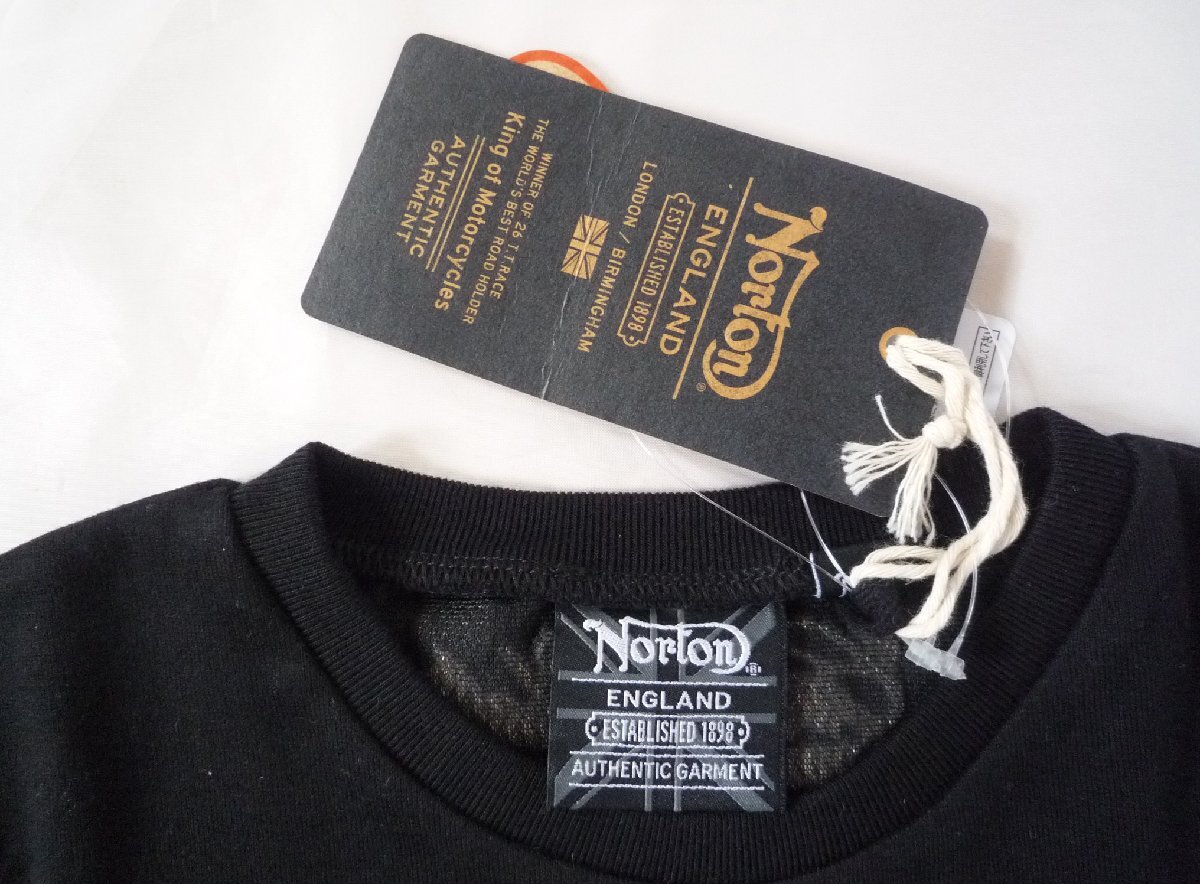 Norton
®
ENGLAND
ESTABLISHED 1898
LONDON / BIRMINGHAM
WINNER OF 26 T.T.RACE
THE WORLD'S BEST ROAD HOLDER
King of Motorcycles
AUTHENTIC
GARMENT
Norton
®
ENGLAND
ESTABLISHED 1898
AUTHENTIC GARMENT